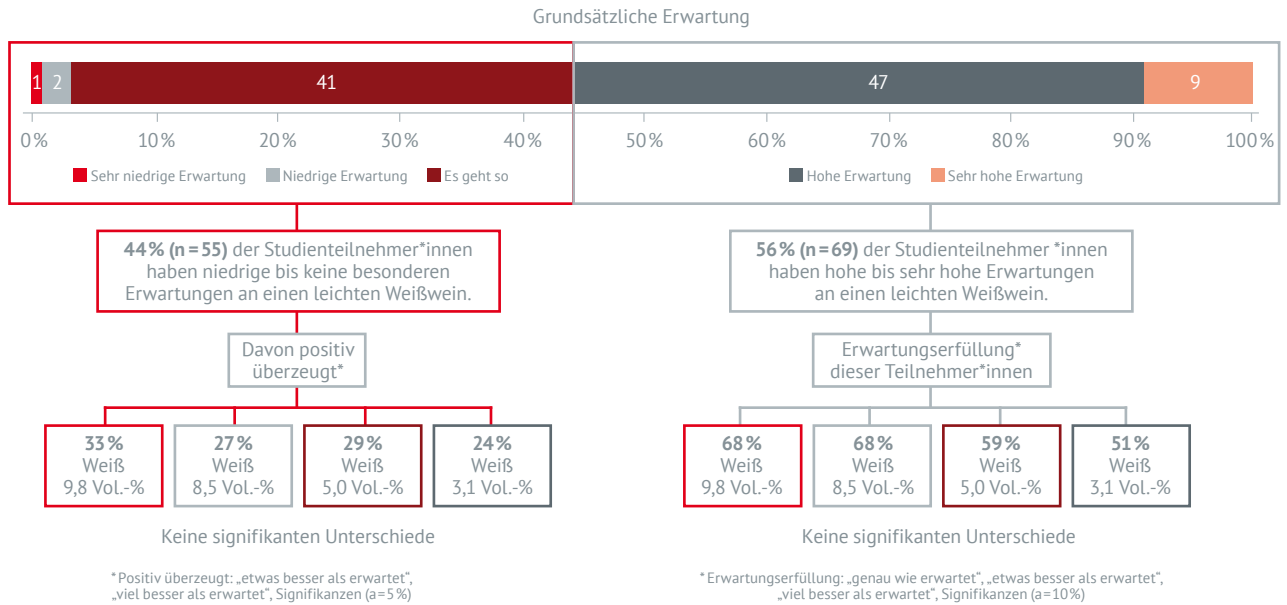 Grundsätzliche Erwartung
1 2 41 47 9
0% 10% 20% 30% 40% 50% 60% 70% 80% 90% 100%
Sehr niedrige Erwartung Niedrige Erwartung Es geht so Hohe Erwartung Sehr hohe Erwartung
44% (n=55) der Studienteilnehmer*innen
haben niedrige bis keine besonderen
Erwartungen an einen leichten Weißwein.
56% (n=69) der Studienteilnehmer *innen
haben hohe bis sehr hohe Erwartungen
an einen leichten Weißwein.
Davon positiv
überzeugt*
Erwartungserfüllung*
dieser Teilnehmer*innen
33%
Weiß
9,8 Vol.-%
27%
Weiß
8,5 Vol.-%
29%
Weiß
5,0 Vol.-%
24%
Weiß
3,1 Vol.-%
68%
Weiß
9,8 Vol.-%
68%
Weiß
8,5 Vol.-%
59%
Weiß
5,0 Vol.-%
51%
Weiß
3,1 Vol.-%
Keine signifikanten Unterschiede
Keine signifikanten Unterschiede
*Positiv überzeugt: „etwas besser als erwartet“,
„viel besser als erwartet“, Signifikanzen (a=5%)
*Erwartungserfüllung: „genau wie erwartet“, „etwas besser als erwartet“,
„viel besser als erwartet“, Signifikanzen (a=10%)